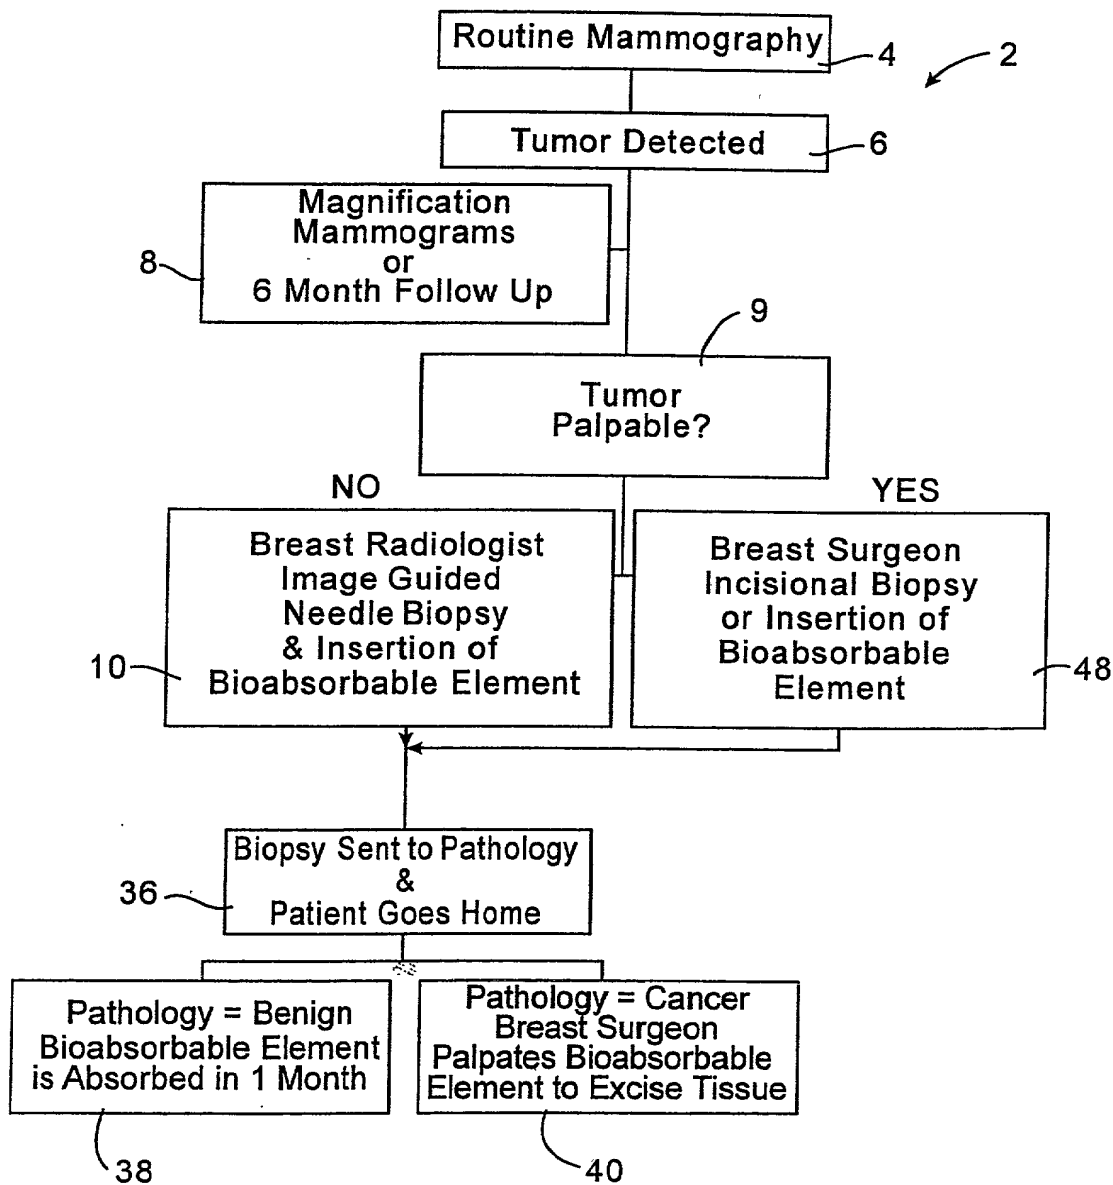 Routine Mammography
4
2
Tumor Detected
6
Magnification
Mammograms
or
6 Month Follow Up
8
9
Tumor
Palpable?
NO
YES
Breast Radiologist
Image Guided
Needle Biopsy
& Insertion of
Bioabsorbable Element
10
Breast Surgeon
Incisional Biopsy
or Insertion of
Bioabsorbable
Element
48
Biopsy Sent to Pathology
&
Patient Goes Home
36
Pathology = Benign
Bioabsorbable Element
is Absorbed in 1 Month
38
Pathology = Cancer
Breast Surgeon
Palpates Bioabsorbable
Element to Excise Tissue
40